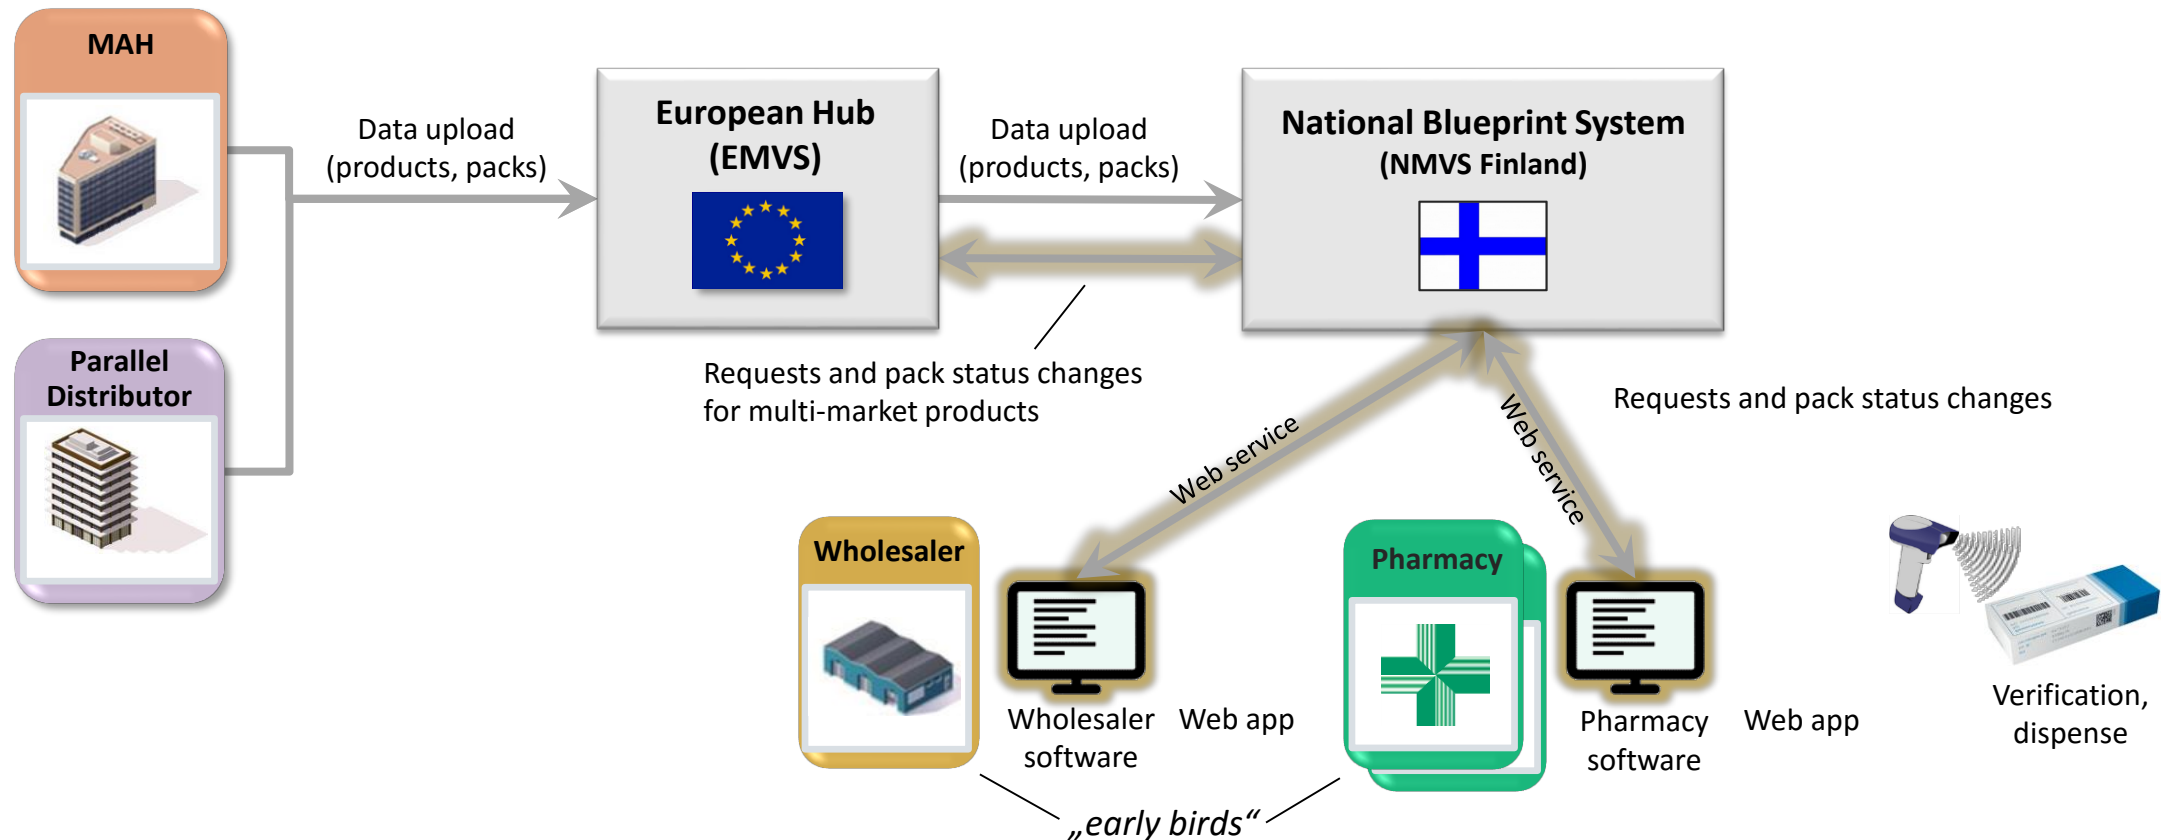 MAH
Data upload
(products, packs)
European Hub
(EMVS)
Data upload
(products, packs)
National Blueprint System
(NMVS Finland)
Parallel
Distributor
Requests and pack status changes
for multi-market products
Requests and pack status changes
Web service
Web service
Wholesaler
Pharmacy
Wholesaler
software
Web app
Pharmacy
software
Web app
Verification,
dispense
„early birds“